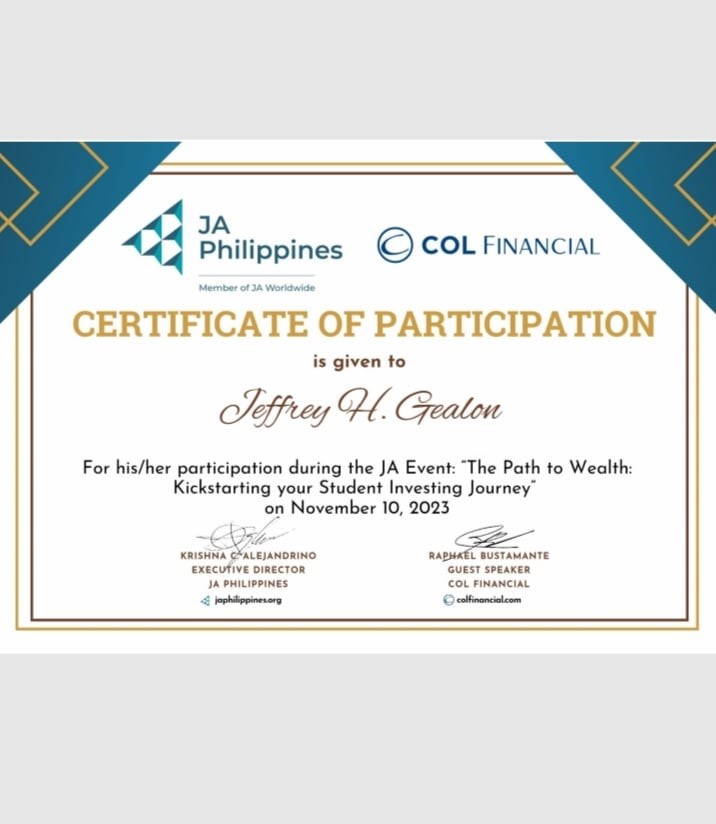 JA
Philippines
Member of JA Worldwide
COL FINANCIAL
CERTIFICATE OF PARTICIPATION
is given to
Jeffrey H. Gealon
For his/her participation during the JA Event: "The Path to Wealth:
Kickstarting your Student Investing Journey"
on November 10, 2023
KRISHNA C. ALEJANDRINO
EXECUTIVE DIRECTOR
JA PHILIPPINES
japhilippines.org
RAPHAEL BUSTAMANTE
GUEST SPEAKER
COL FINANCIAL
colfinancial.com